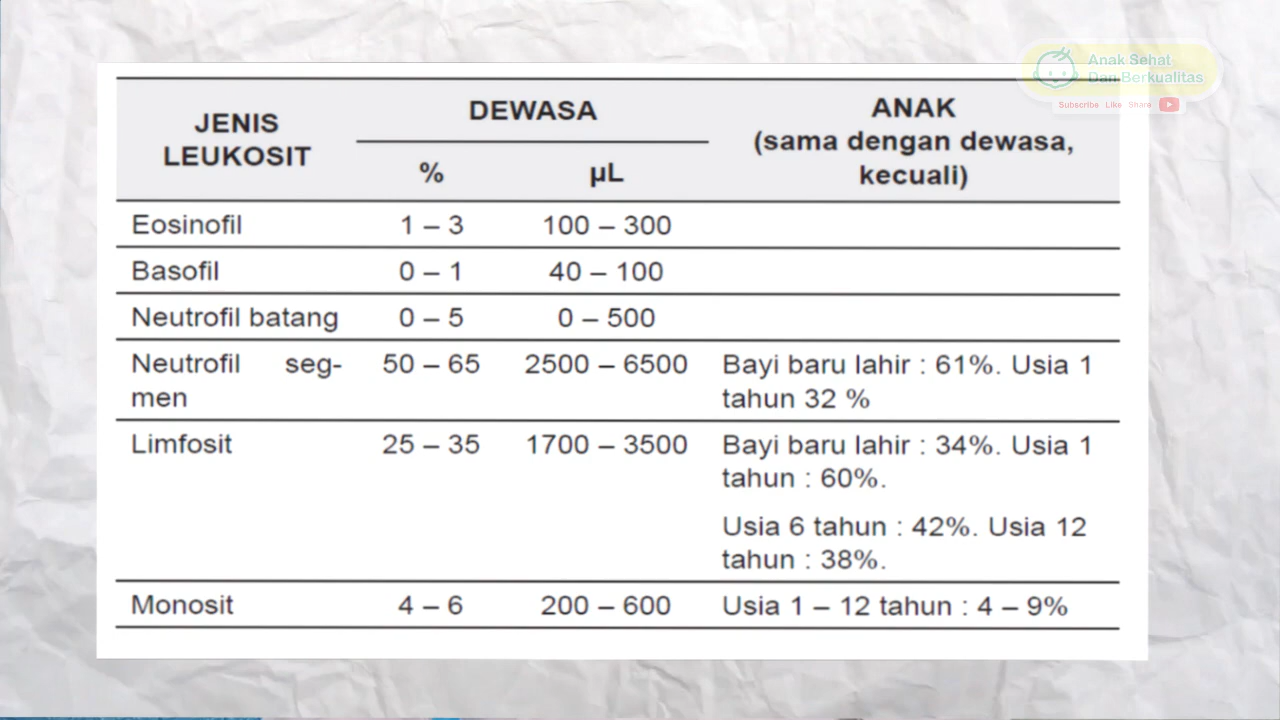 Anak Sehat
Dan Berkualitas
Subscribe Like Share
JENIS
LEUKOSIT
DEWASA
% µL
ANAK
(sama dengan dewasa,
kecuali)
Eosinofil 1 – 3 100 – 300
Basofil 0 – 1 40 – 100
Neutrofil batang 0 – 5 0 – 500
Neutrofil seg- 50 – 65 2500 – 6500 Bayi baru lahir : 61%. Usia 1
men tahun 32 %
Limfosit 25 – 35 1700 – 3500 Bayi baru lahir : 34%. Usia 1
tahun : 60%.
Usia 6 tahun : 42%. Usia 12
tahun : 38%.
Monosit 4 – 6 200 – 600 Usia 1 – 12 tahun : 4 – 9%